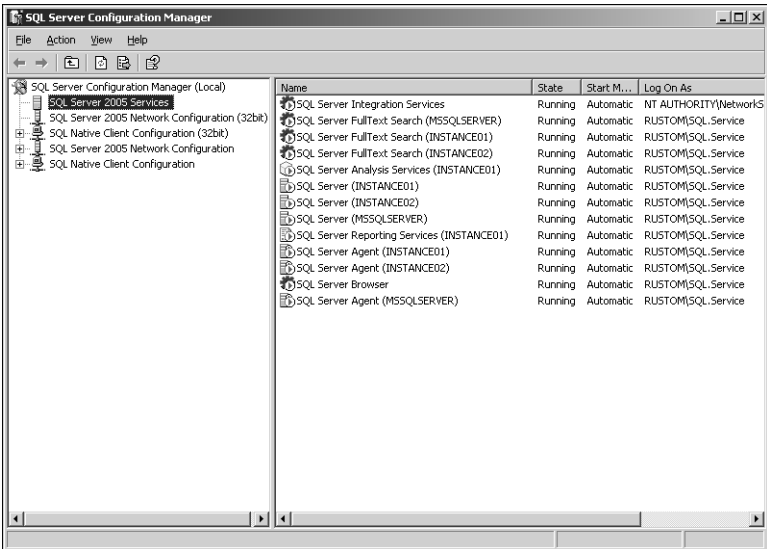 SQL Server Configuration Manager
File Action View Help
SQL Server Configuration Manager (Local)
SQL Server 2005 Services
SQL Server 2005 Network Configuration (32bit)
SQL Native Client Configuration (32bit)
SQL Server 2005 Network Configuration
SQL Native Client Configuration
Name State Start M... Log On As
SQL Server Integration Services Running Automatic NT AUTHORITY\NetworkS
SQL Server FullText Search (MSSQLSERVER) Running Automatic RUSTOM\SQL.Service
SQL Server FullText Search (INSTANCE01) Running Automatic RUSTOM\SQL.Service
SQL Server FullText Search (INSTANCE02) Running Automatic RUSTOM\SQL.Service
SQL Server Analysis Services (INSTANCE01) Running Automatic RUSTOM\SQL.Service
SQL Server (INSTANCE01) Running Automatic RUSTOM\SQL.Service
SQL Server (INSTANCE02) Running Automatic RUSTOM\SQL.Service
SQL Server (MSSQLSERVER) Running Automatic RUSTOM\SQL.Service
SQL Server Reporting Services (INSTANCE01) Running Automatic RUSTOM\SQL.Service
SQL Server Agent (INSTANCE01) Running Automatic RUSTOM\SQL.Service
SQL Server Agent (INSTANCE02) Running Automatic RUSTOM\SQL.Service
SQL Server Browser Running Automatic RUSTOM\SQL.Service
SQL Server Agent (MSSQLSERVER) Running Automatic RUSTOM\SQL.Service